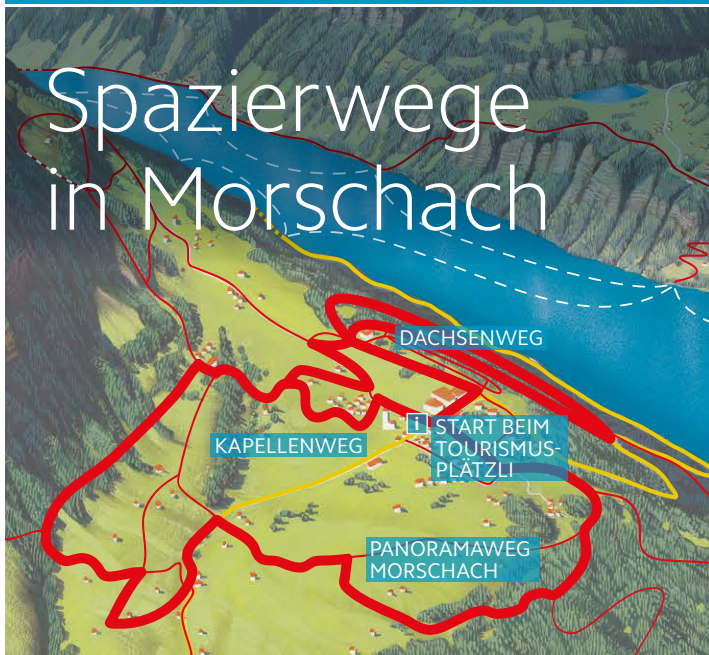 Spazierwege
in Morschach
DACHSENWEG
i
START BEIM
TOURISMUS-
PLÄTZLI
KAPELLENWEG
PANORAMAWEG
MORSCHACH